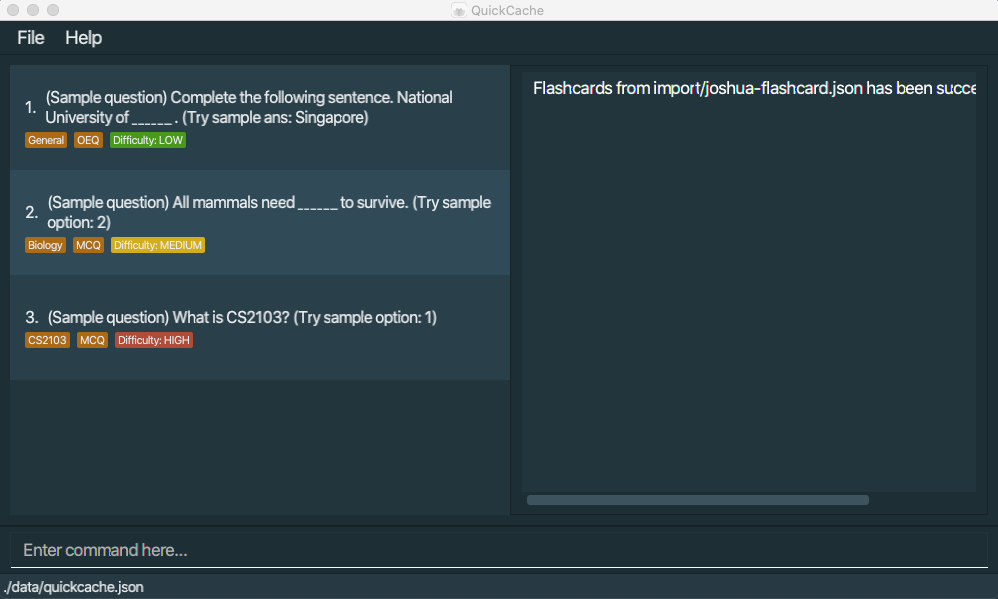 QuickCache
File Help
1. (Sample question) Complete the following sentence. National
University of ______ . (Try sample ans: Singapore)
General OEQ Difficulty: LOW
2. (Sample question) All mammals need ______ to survive. (Try sample
option: 2)
Biology MCQ Difficulty: MEDIUM
3. (Sample question) What is CS2103? (Try sample option: 1)
CS2103 MCQ Difficulty: HIGH
Flashcards from import/joshua-flashcard.json has been succe
Enter command here...
./data/quickcache.json